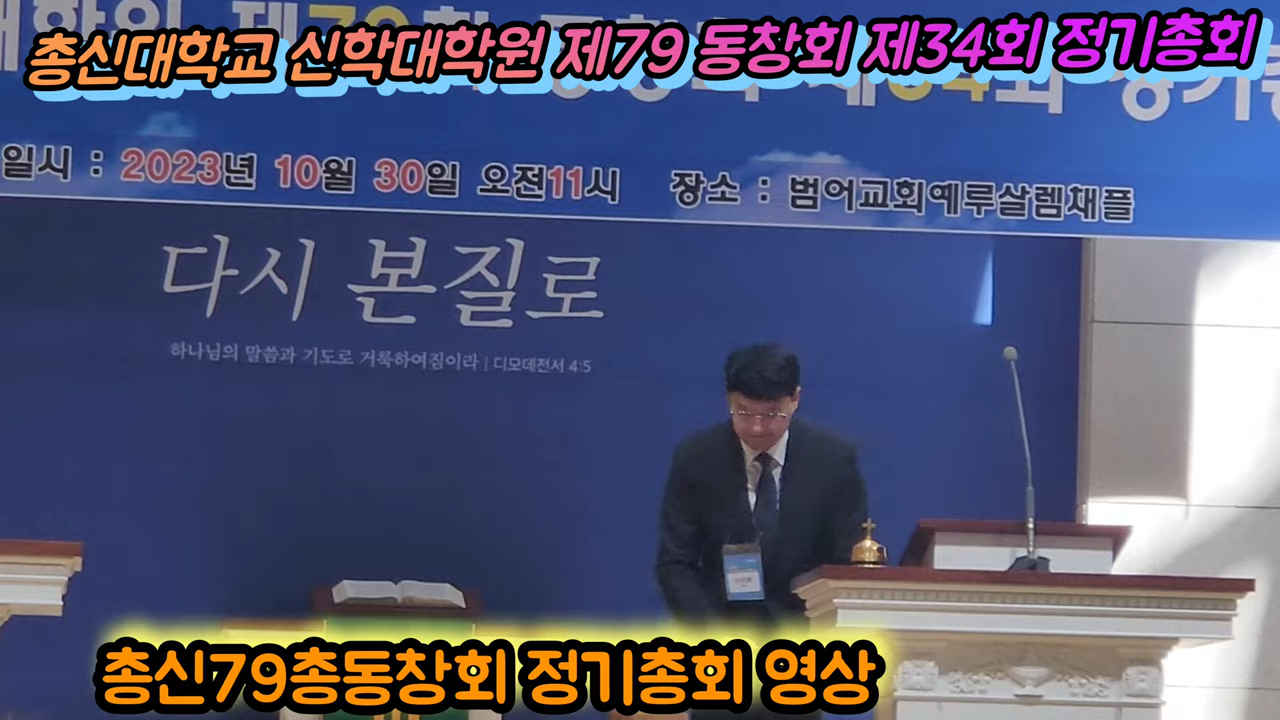 총신대학교 신학대학원 제79 동창회 제34회 정기총회
일시 : 2023년 10월 30일 오전11시 장소 : 범어교회예루살렘채플
다시 본질로
하나님의 말씀과 기도로 거룩하여짐이라 | 디모데전서 4:5
총신79총동창회 정기총회 영상